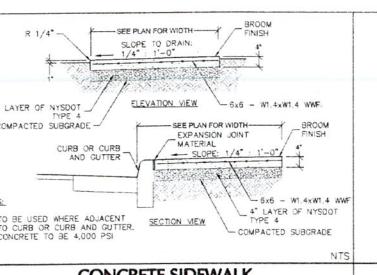 R 1/4"
SEE PLAN FOR WIDTH
BROOM
FINISH
SLOPE TO DRAIN:
1/4" : 1'-0"
4"
1"
LAYER OF NYSDOT
TYPE 4
COMPACTED SUBGRADE
ELEVATION VIEW
6x6 - W1.4xW1.4 WWF.
SEE PLAN FOR WIDTH
EXPANSION JOINT
MATERIAL
BROOM
FINISH
CURB OR CURB
AND GUTTER
SLOPE: 1/4" : 1'-0"
4"
6x6 - W1.4xW1.4 WWF
4" LAYER OF NYSDOT
TYPE 4
COMPACTED SUBGRADE
SECTION VIEW
TO BE USED WHERE ADJACENT
TO CURB OR CURB AND GUTTER.
CONCRETE TO BE 4,000 PSI
NTS
CONCRETE SIDEWALK